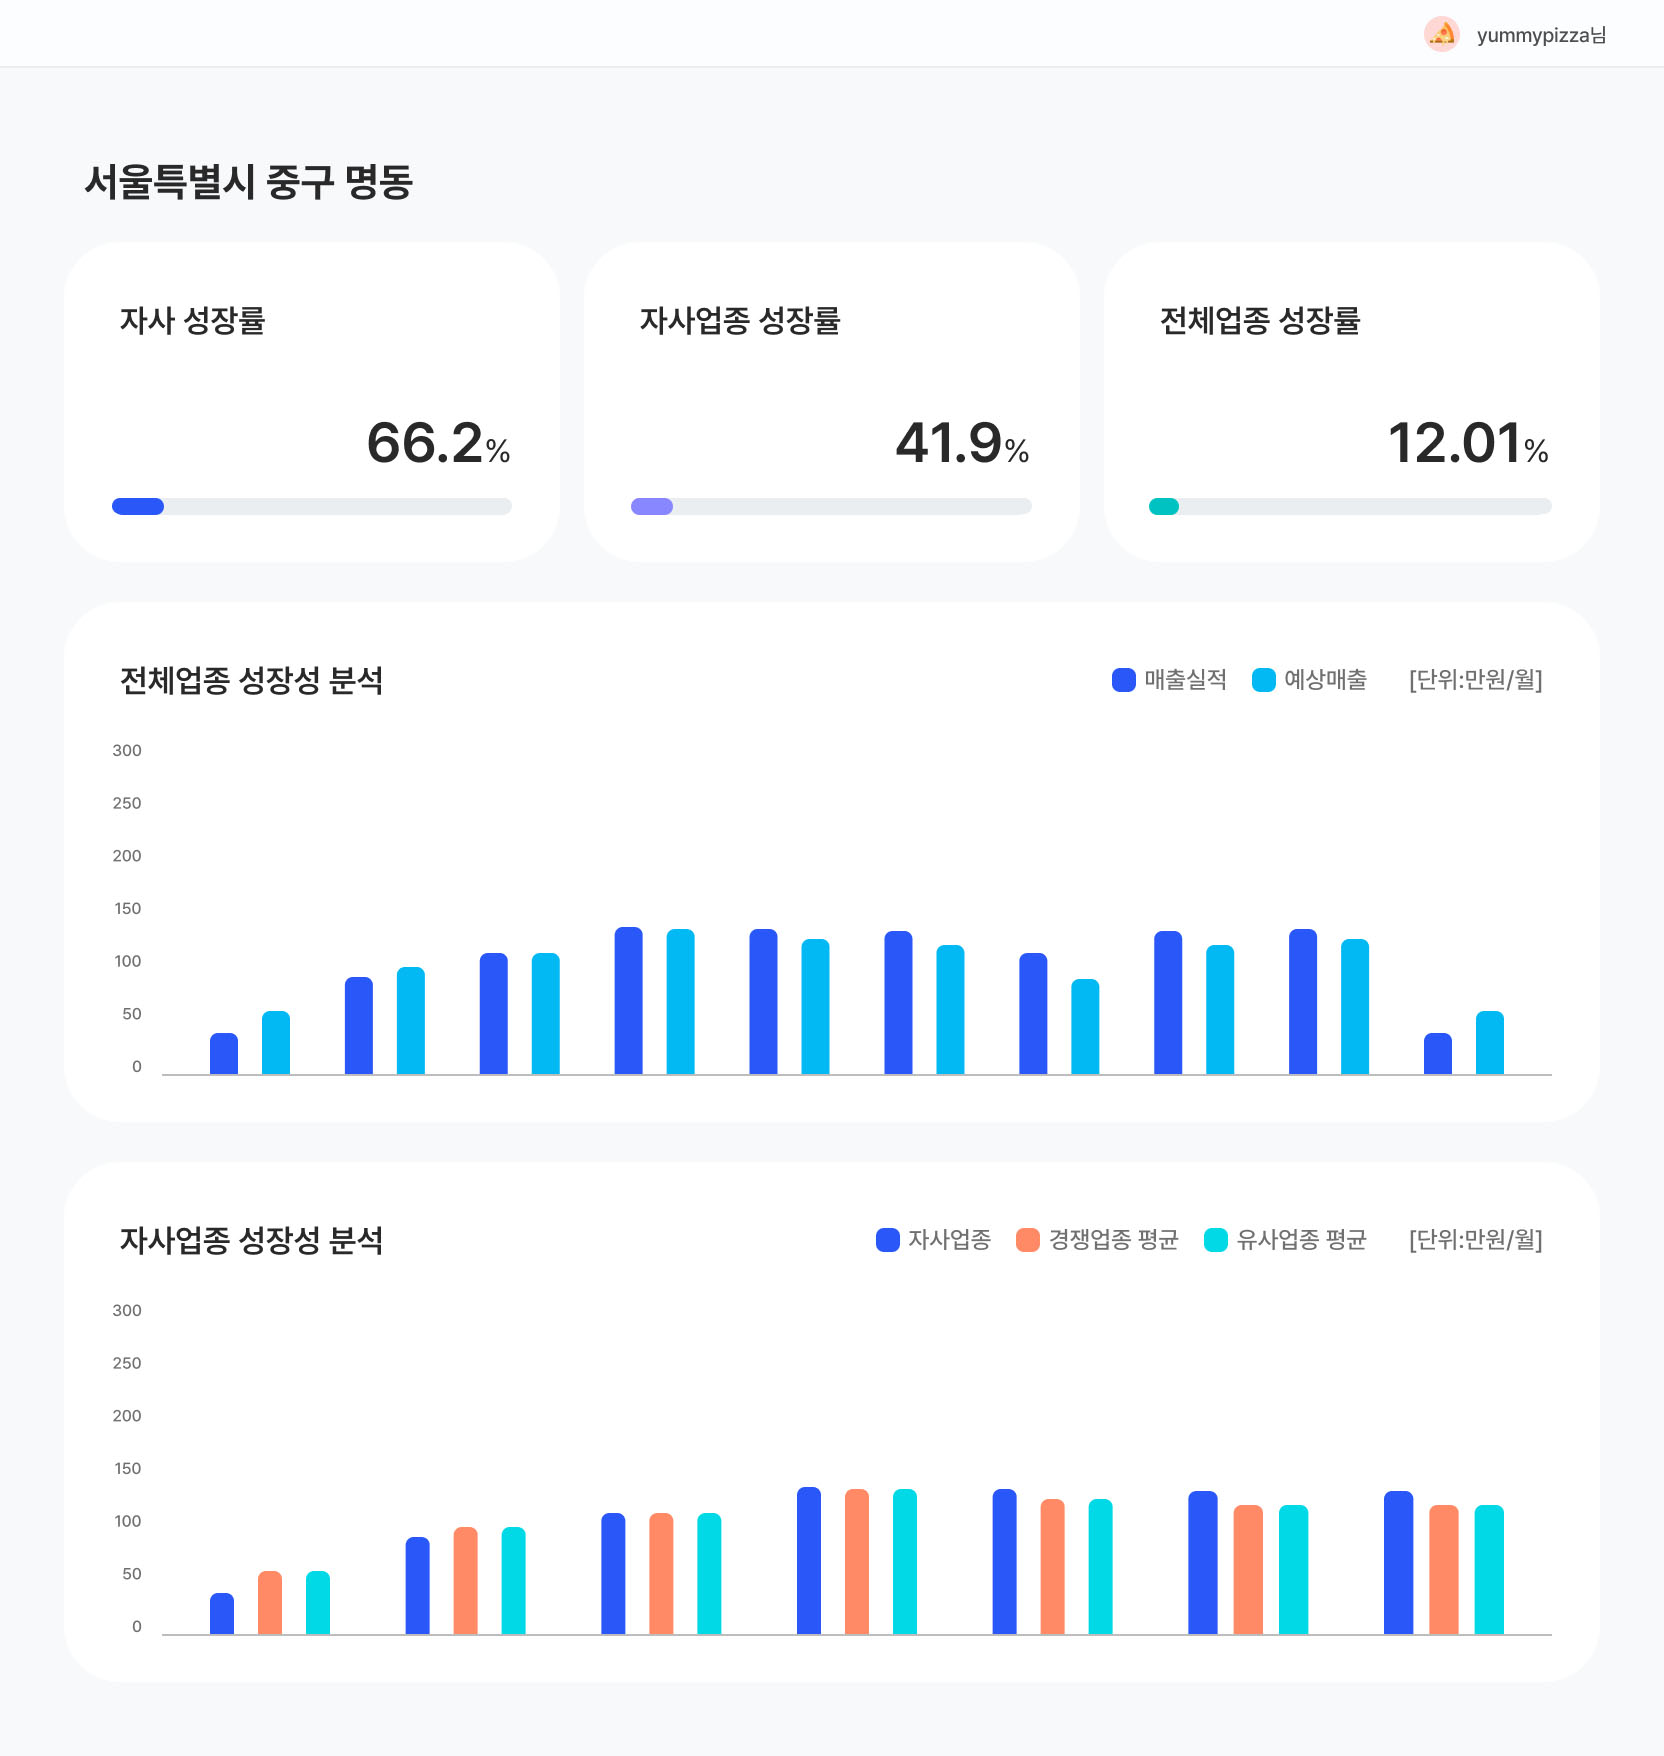 yummypizza님
서울특별시 중구 명동
자사 성장률
66.2%
자사업종 성장률
41.9%
전체업종 성장률
12.01%
전체업종 성장성 분석
매출실적 예상매출 [단위:만원/월]
300
250
200
150
100
50
0
자사업종 성장성 분석
자사업종 경쟁업종 평균 유사업종 평균 [단위:만원/월]
300
250
200
150
100
50
0